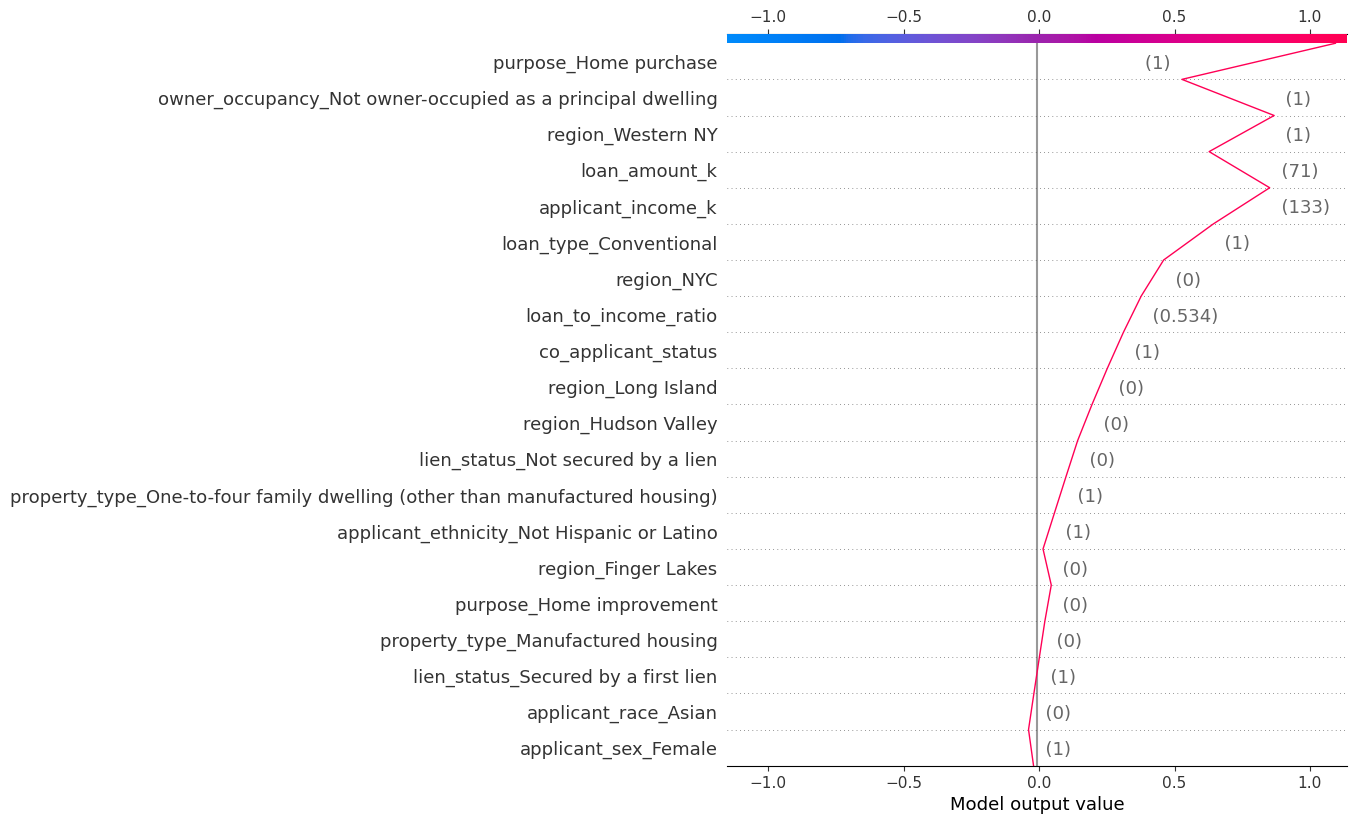 −1.0 −0.5 0.0 0.5 1.0
purpose_Home purchase (1)
owner_occupancy_Not owner-occupied as a principal dwelling (1)
region_Western NY (1)
loan_amount_k (71)
applicant_income_k (133)
loan_type_Conventional (1)
region_NYC (0)
loan_to_income_ratio (0.534)
co_applicant_status (1)
region_Long Island (0)
region_Hudson Valley (0)
lien_status_Not secured by a lien (0)
property_type_One-to-four family dwelling (other than manufactured housing) (1)
applicant_ethnicity_Not Hispanic or Latino (1)
region_Finger Lakes (0)
purpose_Home improvement (0)
property_type_Manufactured housing (0)
lien_status_Secured by a first lien (1)
applicant_race_Asian (0)
applicant_sex_Female (1)
−1.0 −0.5 0.0 0.5 1.0
Model output value